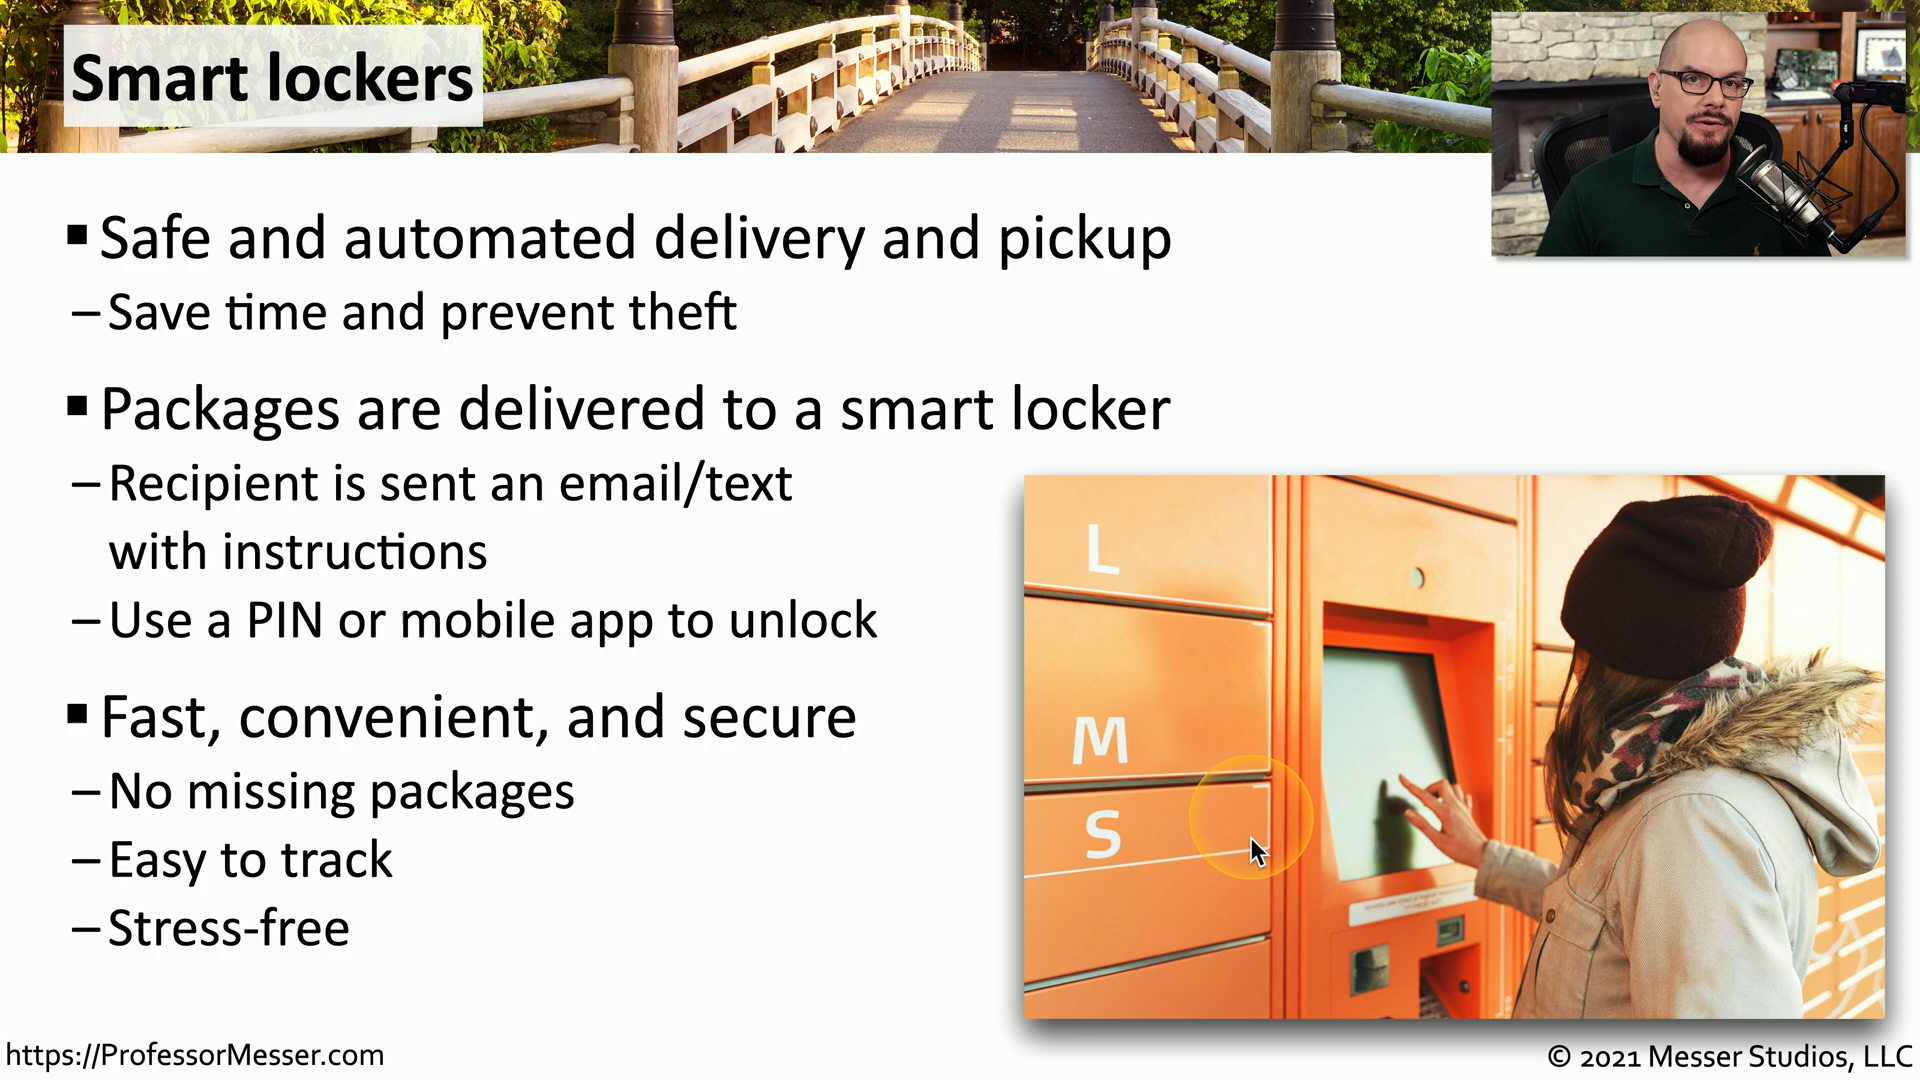 Smart lockers
▪ Safe and automated delivery and pickup
– Save time and prevent theft
▪ Packages are delivered to a smart locker
– Recipient is sent an email/text
with instructions
– Use a PIN or mobile app to unlock
▪ Fast, convenient, and secure
– No missing packages
– Easy to track
– Stress-free
L
M
S
https://ProfessorMesser.com
© 2021 Messer Studios, LLC